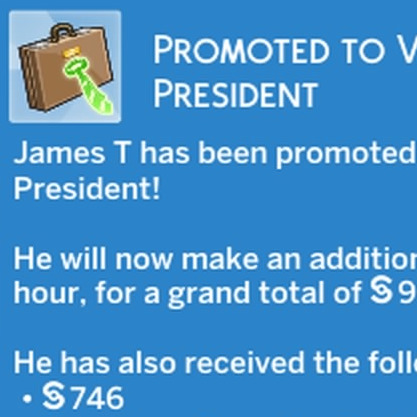 PROMOTED TO V
PRESIDENT
James T has been promoted
President!
He will now make an addition
hour, for a grand total of §9
He has also received the follo
• §746